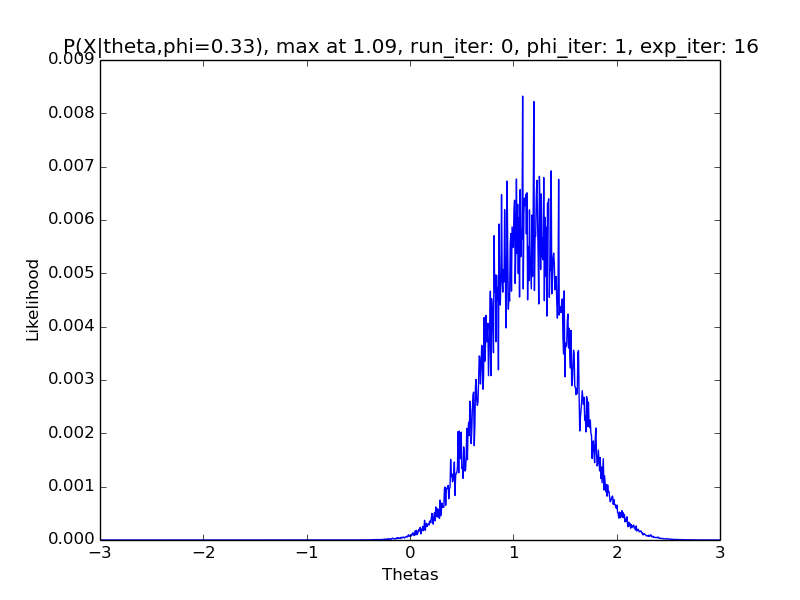 P(X|theta,phi=0.33), max at 1.09, run_iter: 0, phi_iter: 1, exp_iter: 16
0.009
0.008
0.007
0.006
0.005
0.004
0.003
0.002
0.001
0.000
Likelihood
−3 −2 −1 0 1 2 3
Thetas